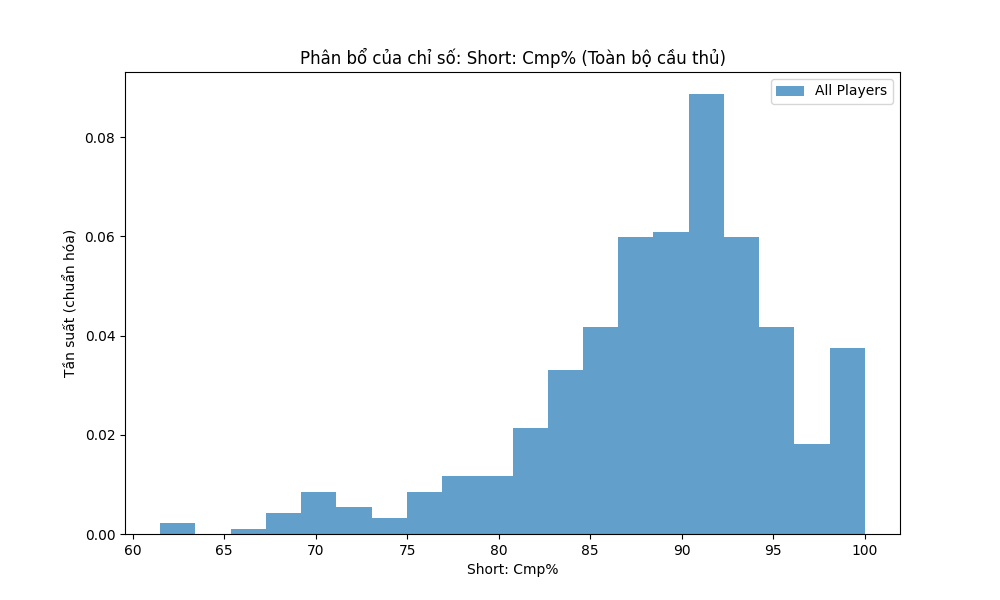 Phân bổ của chỉ số: Short: Cmp% (Toàn bộ cầu thủ)
All Players
Tần suất (chuẩn hóa)
0.08
0.06
0.04
0.02
0.00
60 65 70 75 80 85 90 95 100
Short: Cmp%